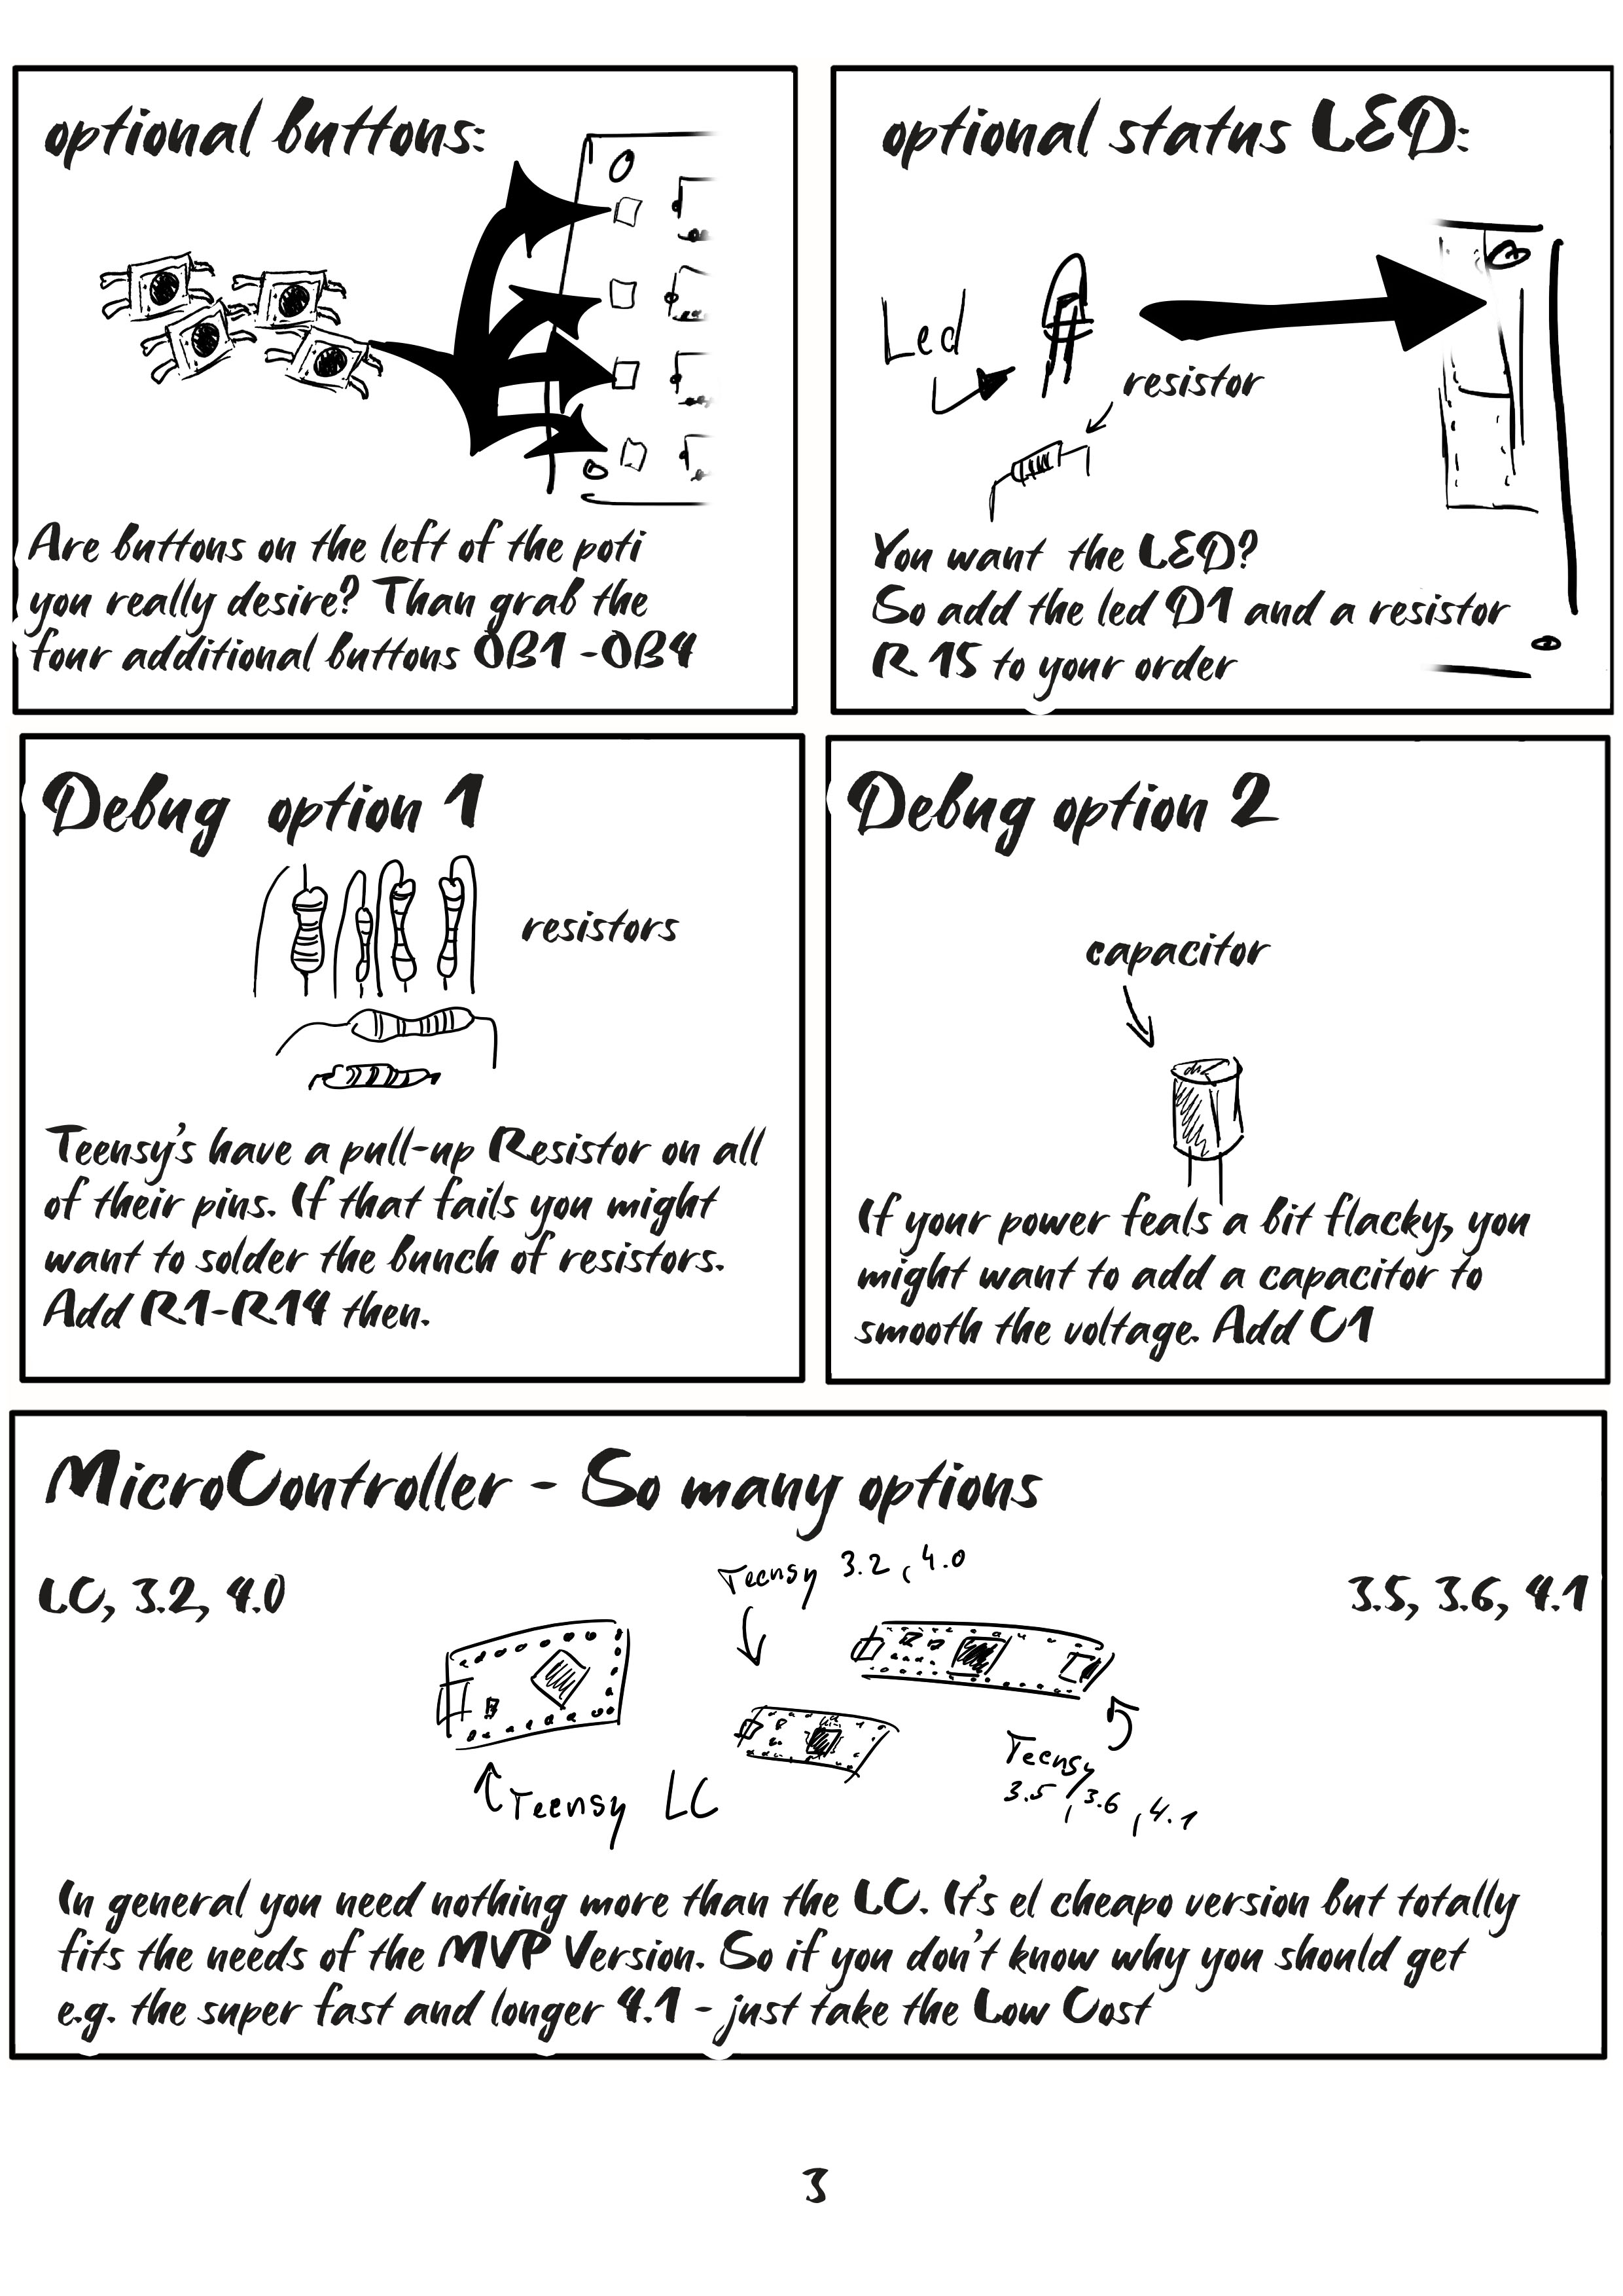 optional buttons:
Are buttons on the left of the poti
you really desire? Than grab the
four additional buttons OB1 - OB4
optional status LED:
Led
resistor
You want the LED?
So add the led D1 and a resistor
R 15 to your order
Debug option 1
resistors
Teensy's have a pull-up Resistor on all
of their pins. If that fails you might
want to solder the bunch of resistors.
Add R1-R14 then.
Debug option 2
capacitor
If your power feals a bit flacky, you
might want to add a capacitor to
smooth the voltage. Add C1
MicroController - So many options
LC, 3.2, 4.0
Teensy 3.2, 4.0
3.5, 3.6, 4.1
Teensy LC
Teensy
3.5, 3.6, 4.1
In general you need nothing more than the LC. It's el cheapo version but totally
fits the needs of the MVP Version. So if you don't know why you should get
e.g. the super fast and longer 4.1 - just take the Low Cost
3